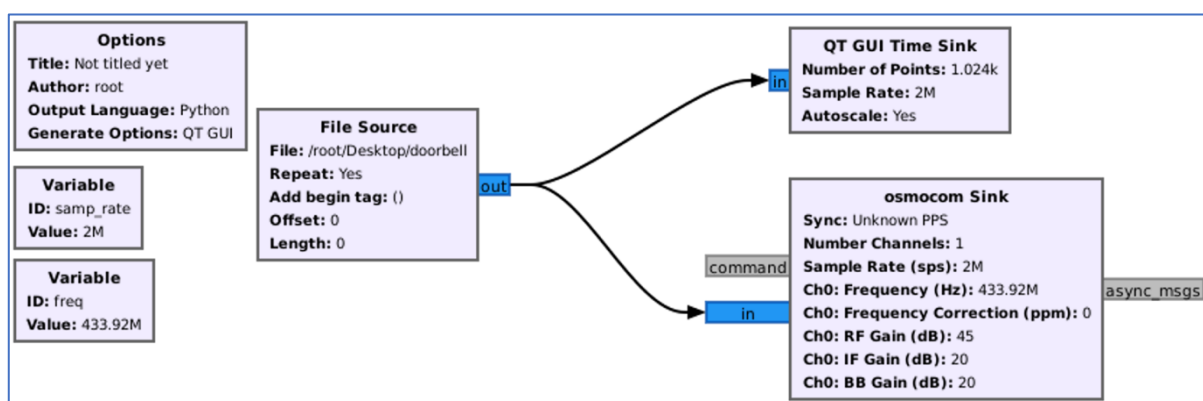 Options
Title: Not titled yet
Author: root
Output Language: Python
Generate Options: QT GUI
Variable
ID: samp_rate
Value: 2M
Variable
ID: freq
Value: 433.92M
File Source
File: /root/Desktop/doorbell
Repeat: Yes
Add begin tag: ()
Offset: 0
Length: 0
out
QT GUI Time Sink
Number of Points: 1.024k
Sample Rate: 2M
Autoscale: Yes
in
osmocom Sink
Sync: Unknown PPS
Number Channels: 1
Sample Rate (sps): 2M
Ch0: Frequency (Hz): 433.92M
Ch0: Frequency Correction (ppm): 0
Ch0: RF Gain (dB): 45
Ch0: IF Gain (dB): 20
Ch0: BB Gain (dB): 20
command
in
async_msgs